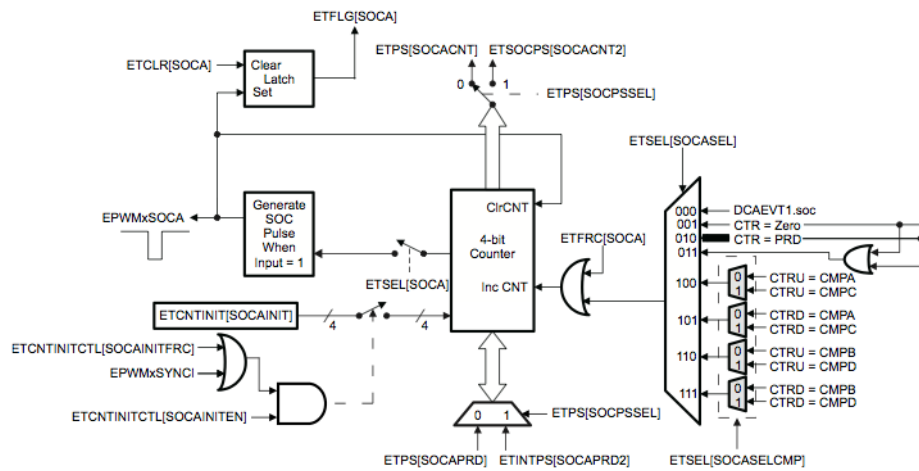 ETFLG[SOCA]
ETPS[SOCACNT] ETSOCPS[SOCACNT2]
ETCLR[SOCA]
Clear
Latch
Set
0 1
ETPS[SOCPSSEL]
ETSEL[SOCASEL]
EPWMxSOCA
Generate
SOC
Pulse
When
Input = 1
ClrCNT
4-bit
Counter
Inc CNT
ETSEL[SOCA]
ETFRC[SOCA]
000 DCAEVT1.soc
001 CTR = Zero
010 CTR = PRD
011
100 0 CTRU = CMPA
1 CTRU = CMPC
101 0 CTRD = CMPA
1 CTRD = CMPC
110 0 CTRU = CMPB
1 CTRU = CMPD
111 0 CTRD = CMPB
1 CTRD = CMPD
ETCNTINIT[SOCAINIT] 4 4
ETCNTINITCTL[SOCAINITFRC]
EPWMxSYNCI
ETCNTINITCTL[SOCAINITEN]
0 1
ETPS[SOCPSSEL]
ETPS[SOCAPRD] ETINTPS[SOCAPRD2]
ETSEL[SOCASELCMP]